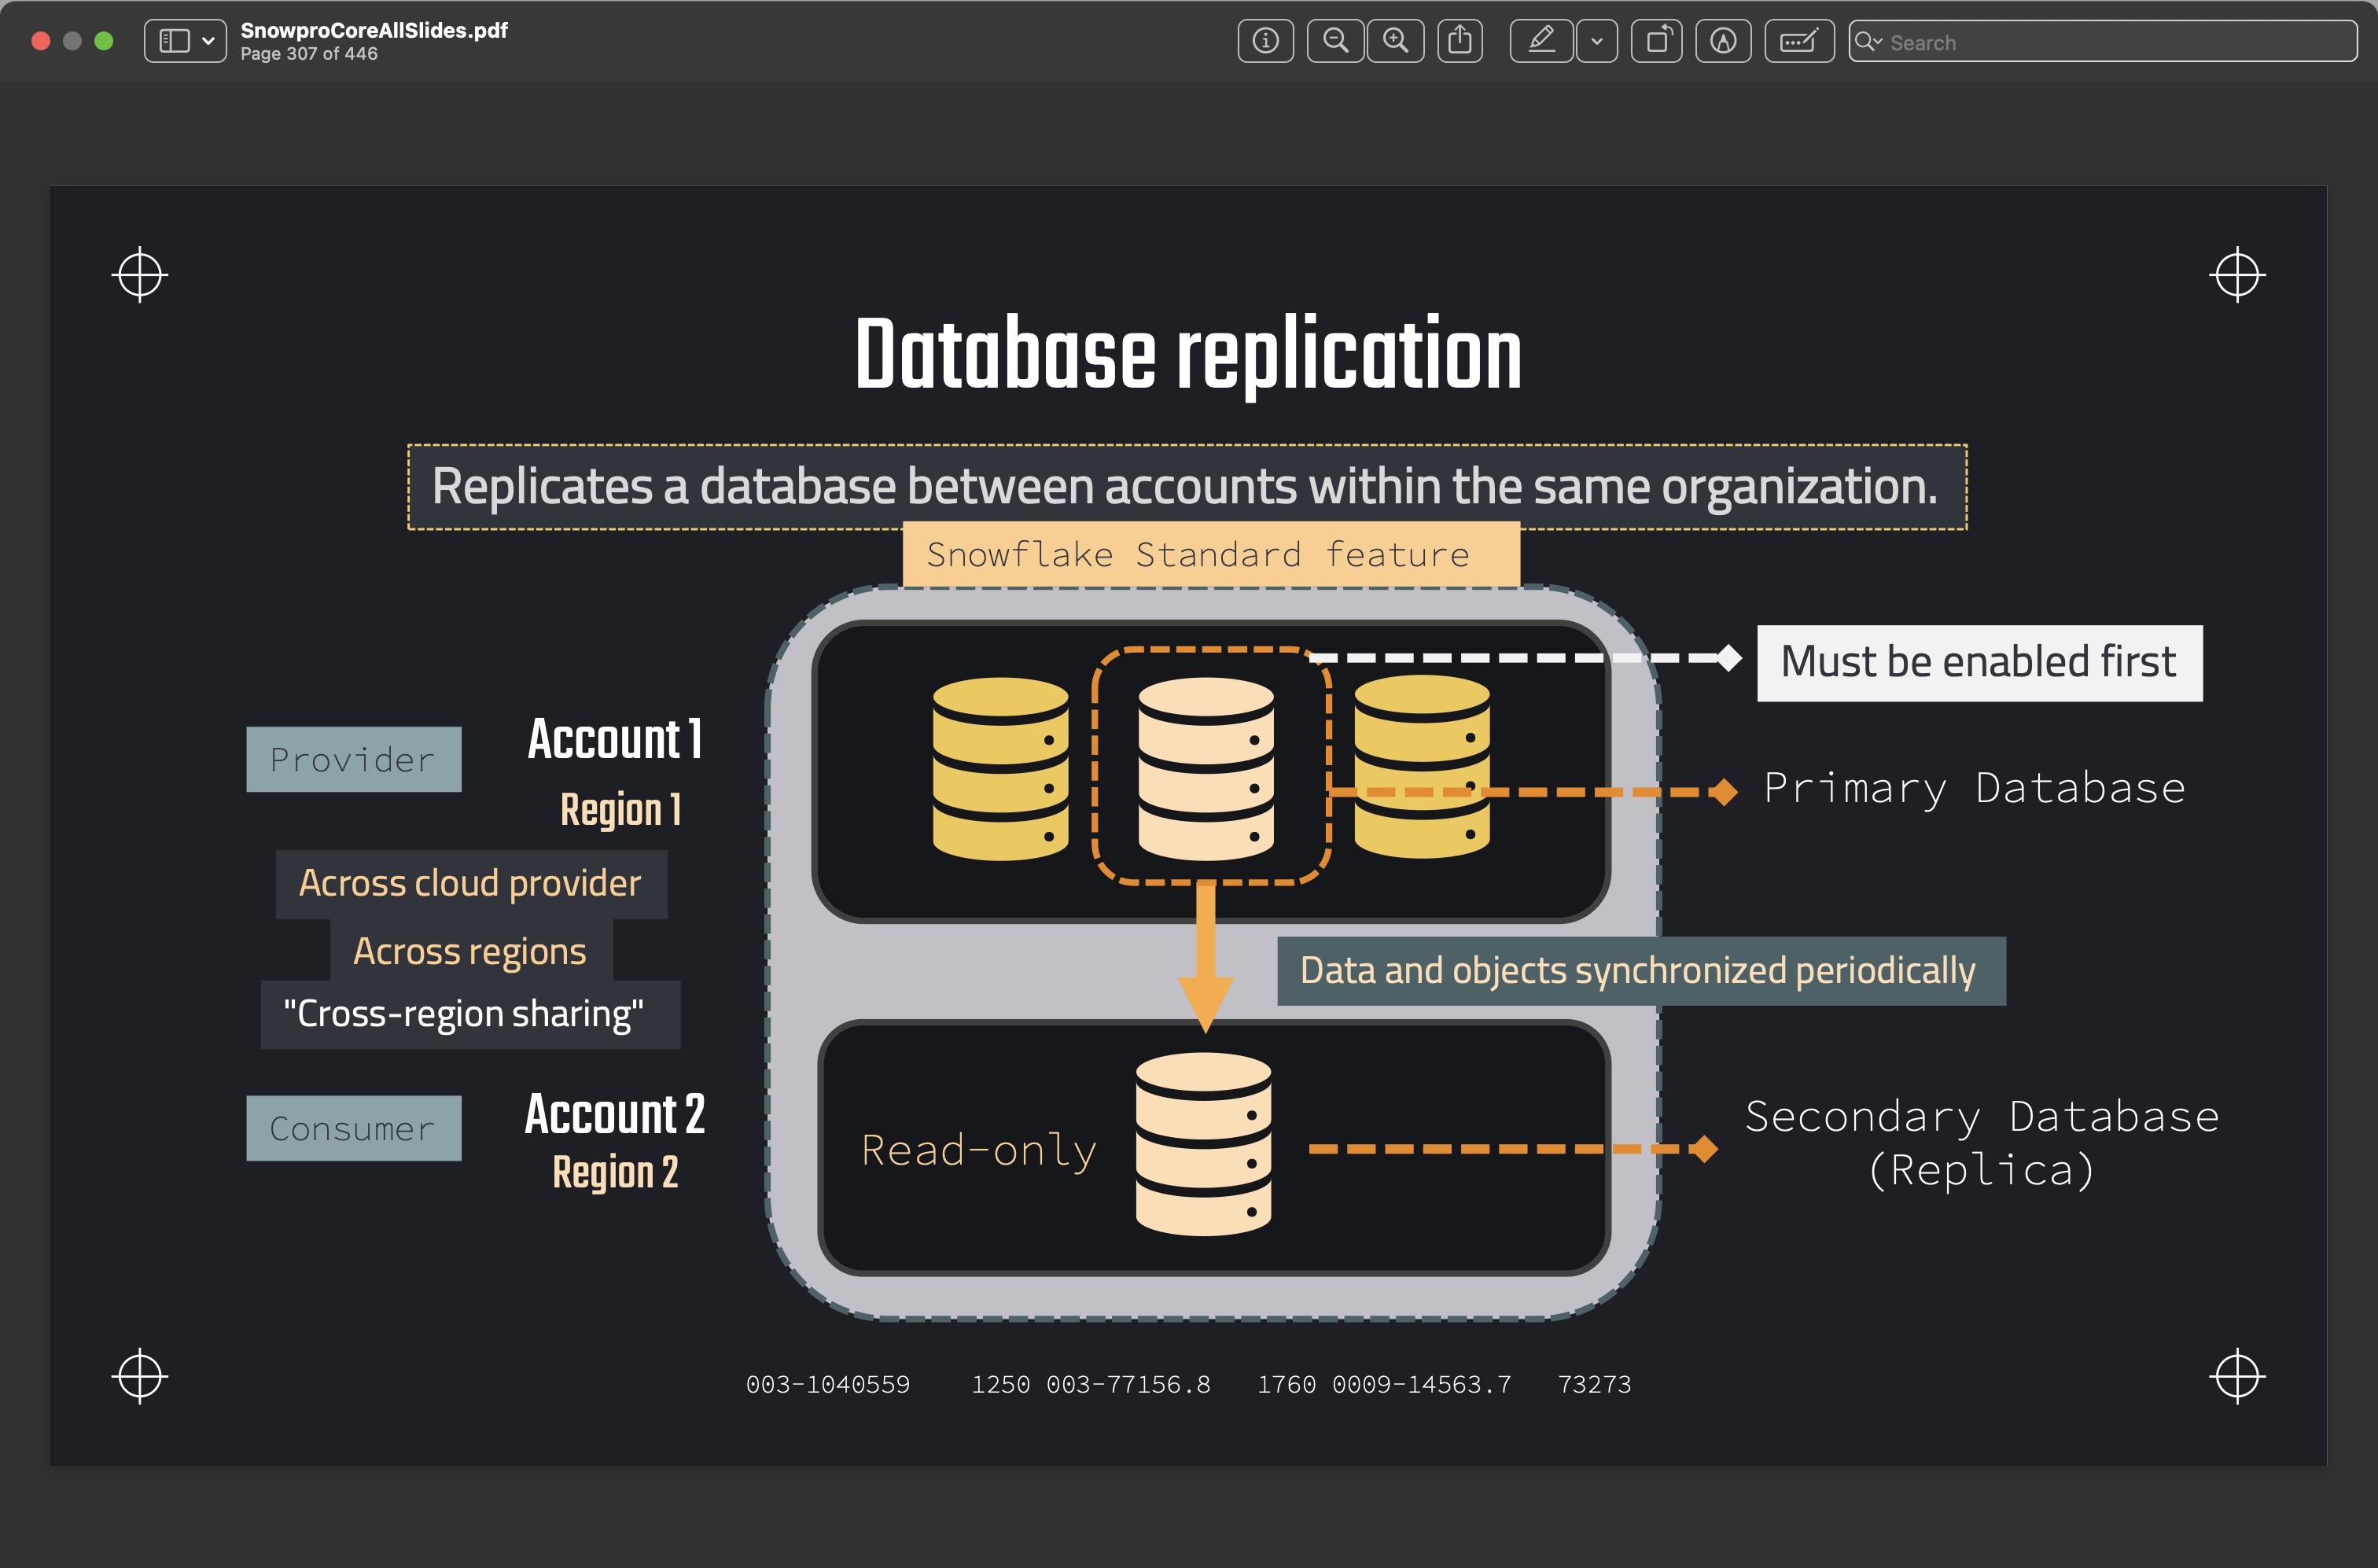 SnowproCoreAllSlides.pdf
Page 307 of 446
Search
Database replication
Replicates a database between accounts within the same organization.
Snowflake Standard feature
Must be enabled first
Provider
Account 1
Region 1
Primary Database
Across cloud provider
Across regions
"Cross-region sharing"
Data and objects synchronized periodically
Consumer
Account 2
Region 2
Read-only
Secondary Database
(Replica)
003-1040559 1250 003-77156.8 1760 0009-14563.7 73273